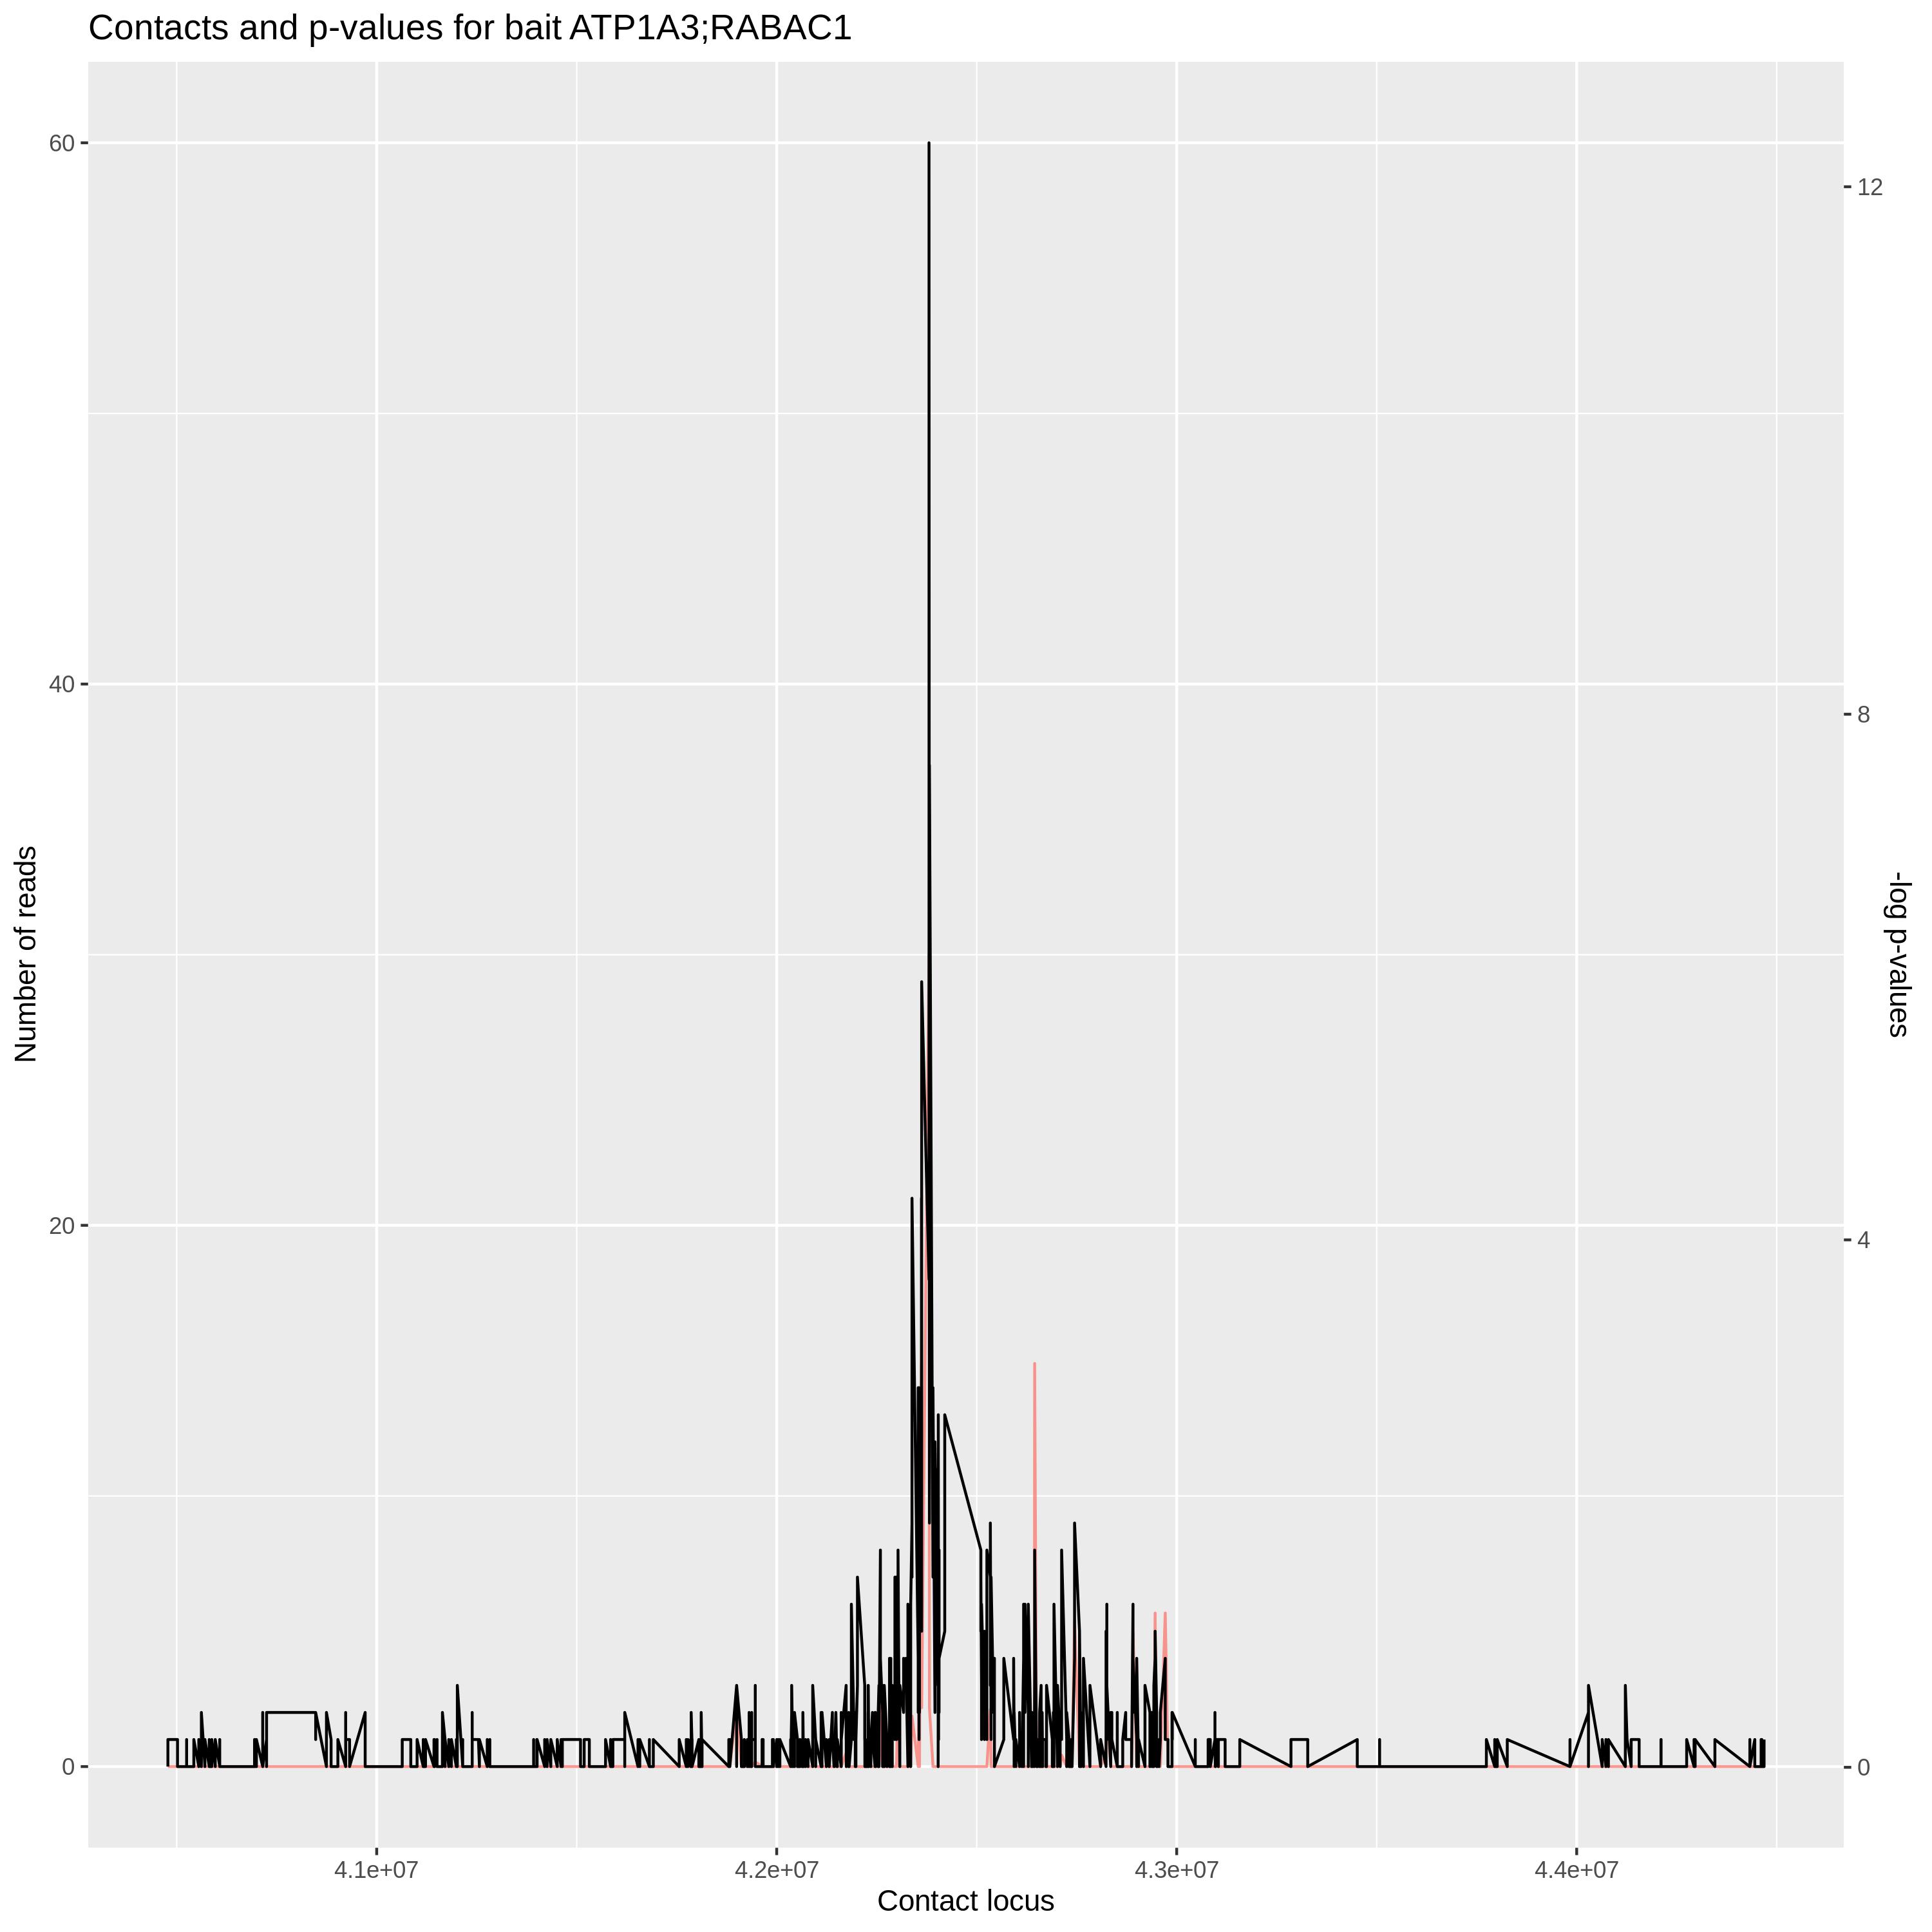 Contacts and p-values for bait ATP1A3;RABAC1
60
40
20
0
Number of reads
12
8
4
0
-log p-values
4.1e+07
4.2e+07
4.3e+07
4.4e+07
Contact locus